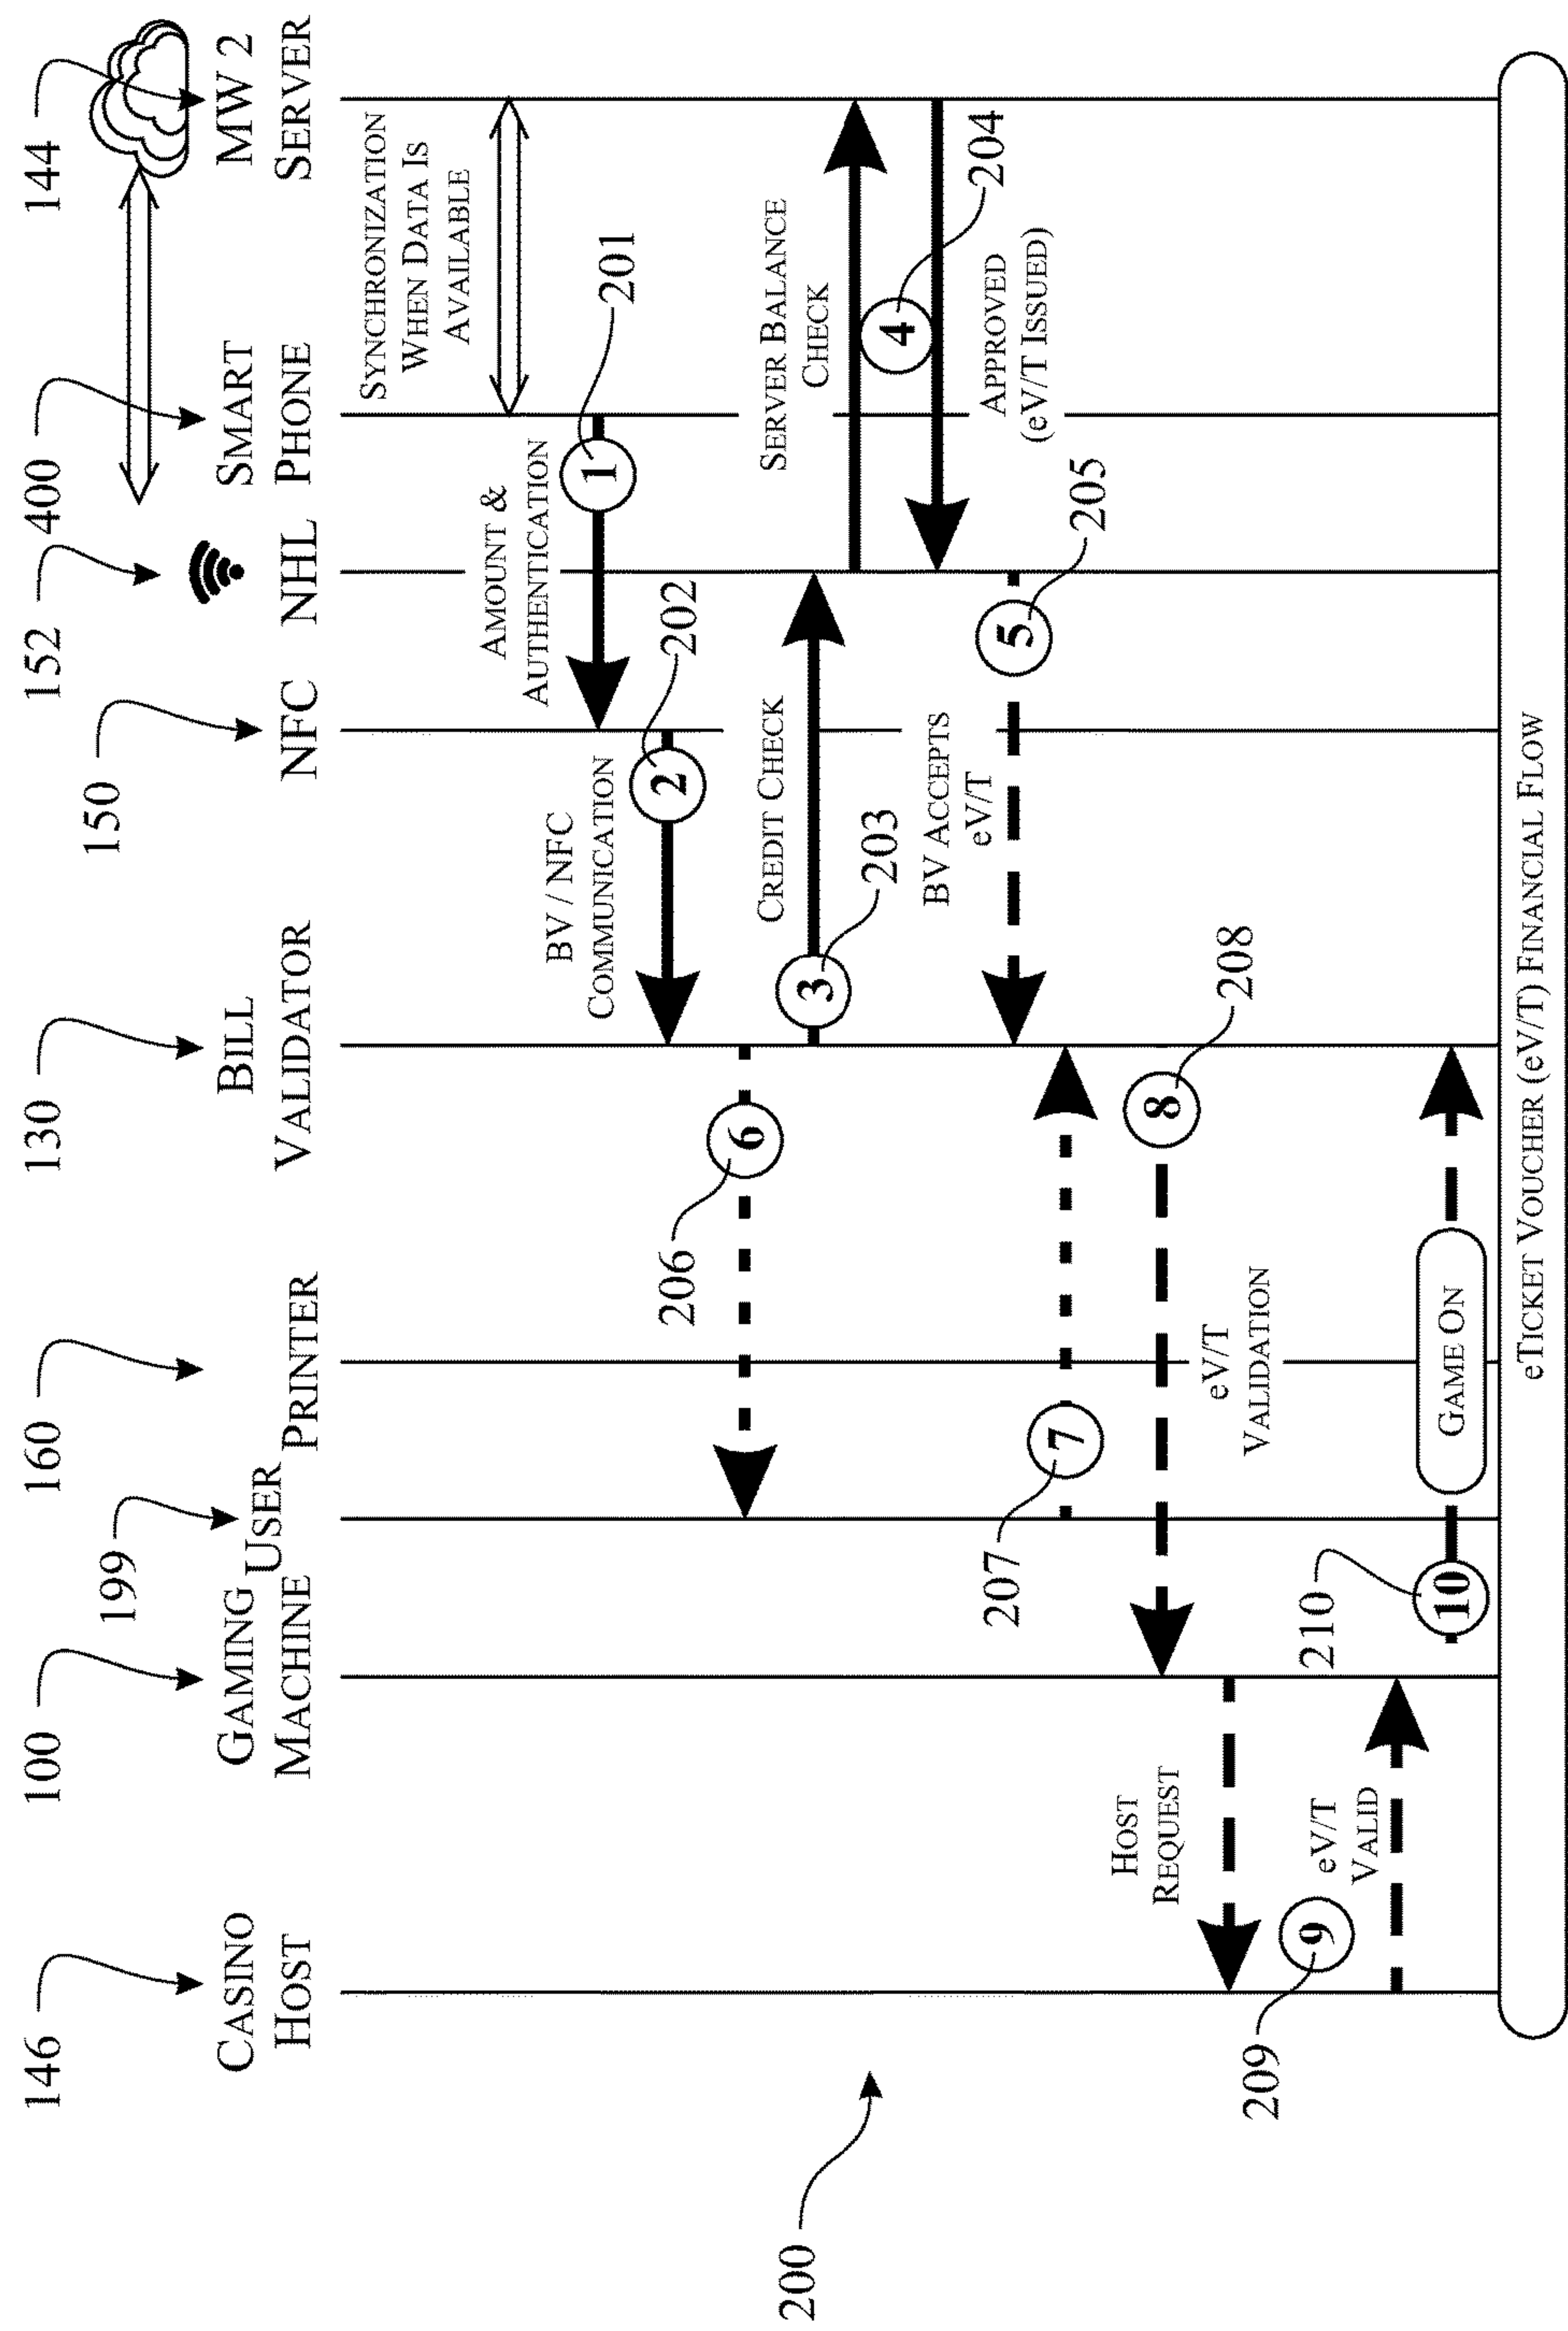 146
CASINO
HOST
100
GAMING
MACHINE
199
USER
160
PRINTER
130
BILL
VALIDATOR
150
NFC
152
NHL
400
SMART
PHONE
144
MW 2
SERVER
SYNCHRONIZATION
WHEN DATA IS
AVAILABLE
AMOUNT &
AUTHENTICATION
1
201
BV / NFC
COMMUNICATION
2
202
206
6
CREDIT CHECK
3
203
SERVER BALANCE
CHECK
4
204
APPROVED
(eV/T ISSUED)
BV ACCEPTS
eV/T
5
205
207
7
8
208
eV/T
VALIDATION
HOST
REQUEST
209
9
eV/T
VALID
210
10
GAME ON
200
eTICKET VOUCHER (eV/T) FINANCIAL FLOW